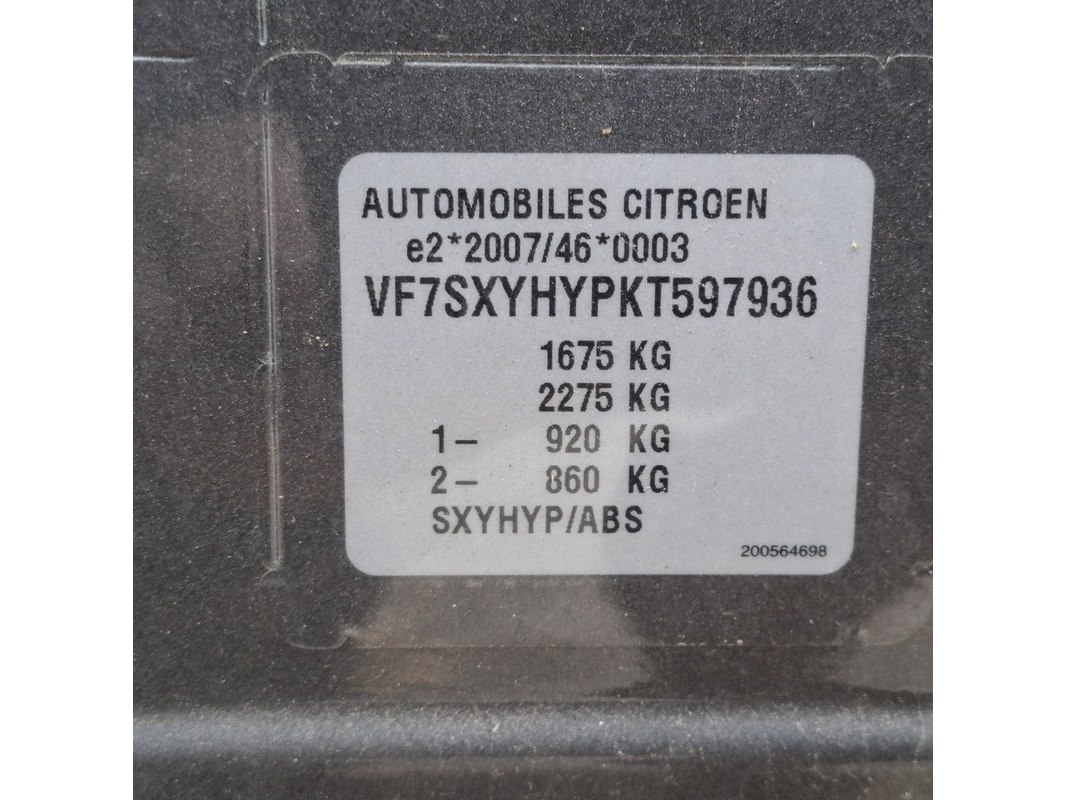 AUTOMOBILES CITROEN
e2*2007/46*0003
VF7SXYHYPKT597936
1675 KG
2275 KG
1– 920 KG
2– 860 KG
SXYHYP/ABS
200564698